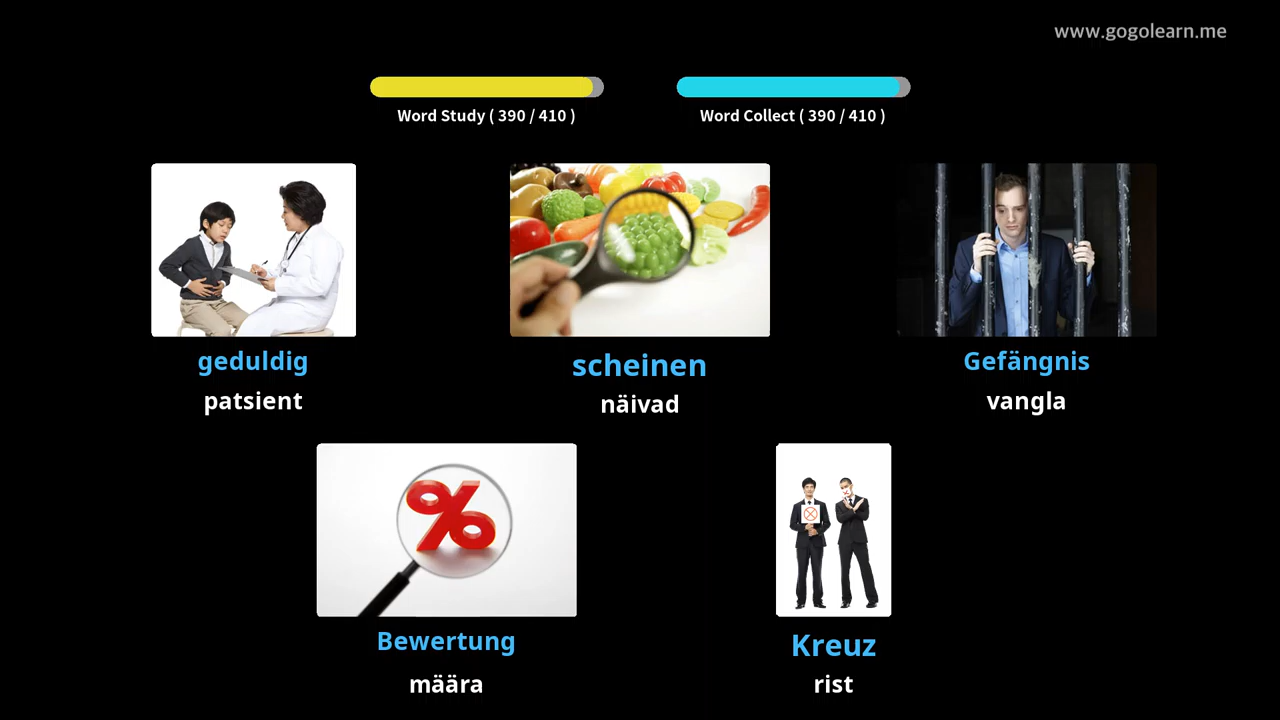 www.gogolearn.me
Word Study ( 390 / 410 )
Word Collect ( 390 / 410 )
geduldig
patsient
scheinen
näivad
Gefängnis
vangla
%
Bewertung
määra
Kreuz
rist